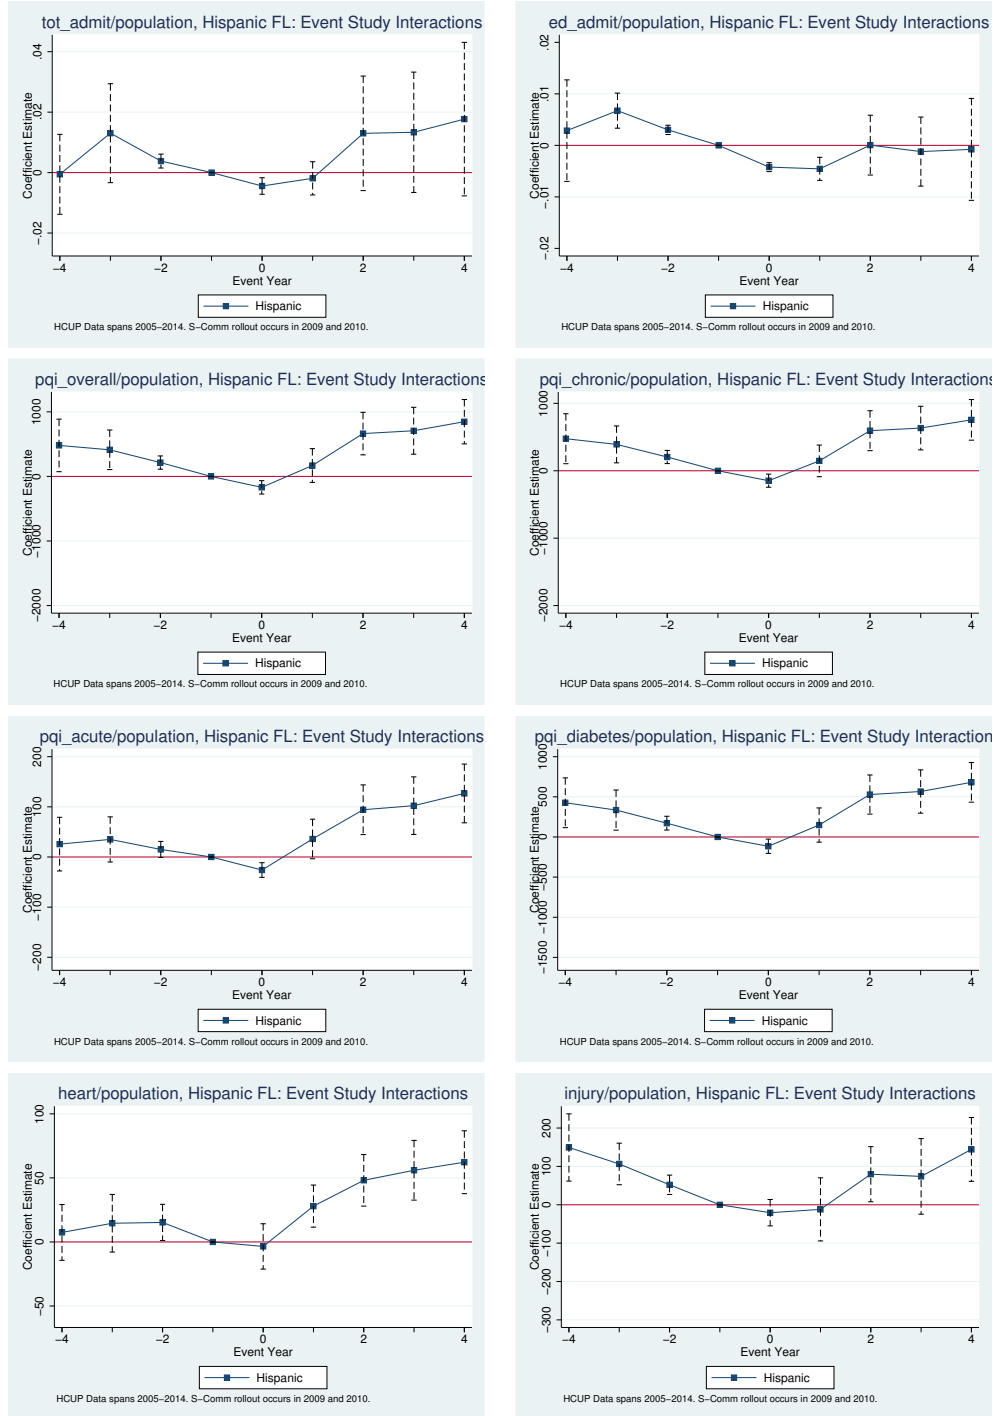 tot_admit/population, Hispanic FL: Event Study Interactions
Coefficient Estimate
.04
.02
0
−.02
−4
−2
0
2
4
Event Year
Hispanic
HCUP Data spans 2005−2014. S−Comm rollout occurs in 2009 and 2010.
ed_admit/population, Hispanic FL: Event Study Interactions
Coefficient Estimate
.02
.01
0
−.01
−.02
−4
−2
0
2
4
Event Year
Hispanic
HCUP Data spans 2005−2014. S−Comm rollout occurs in 2009 and 2010.
pqi_overall/population, Hispanic FL: Event Study Interactions
Coefficient Estimate
1000
0
−1000
−2000
−4
−2
0
2
4
Event Year
Hispanic
HCUP Data spans 2005−2014. S−Comm rollout occurs in 2009 and 2010.
pqi_chronic/population, Hispanic FL: Event Study Interactions
Coefficient Estimate
1000
0
−1000
−2000
−4
−2
0
2
4
Event Year
Hispanic
HCUP Data spans 2005−2014. S−Comm rollout occurs in 2009 and 2010.
pqi_acute/population, Hispanic FL: Event Study Interactions
Coefficient Estimate
200
100
0
−100
−200
−4
−2
0
2
4
Event Year
Hispanic
HCUP Data spans 2005−2014. S−Comm rollout occurs in 2009 and 2010.
pqi_diabetes/population, Hispanic FL: Event Study Interaction
Coefficient Estimate
1000
500
0
−500
−1000
−1500
−4
−2
0
2
4
Event Year
Hispanic
HCUP Data spans 2005−2014. S−Comm rollout occurs in 2009 and 2010.
heart/population, Hispanic FL: Event Study Interactions
Coefficient Estimate
100
50
0
−50
−4
−2
0
2
4
Event Year
Hispanic
HCUP Data spans 2005−2014. S−Comm rollout occurs in 2009 and 2010.
injury/population, Hispanic FL: Event Study Interactions
Coefficient Estimate
200
100
0
−100
−200
−300
−4
−2
0
2
4
Event Year
Hispanic
HCUP Data spans 2005−2014. S−Comm rollout occurs in 2009 and 2010.